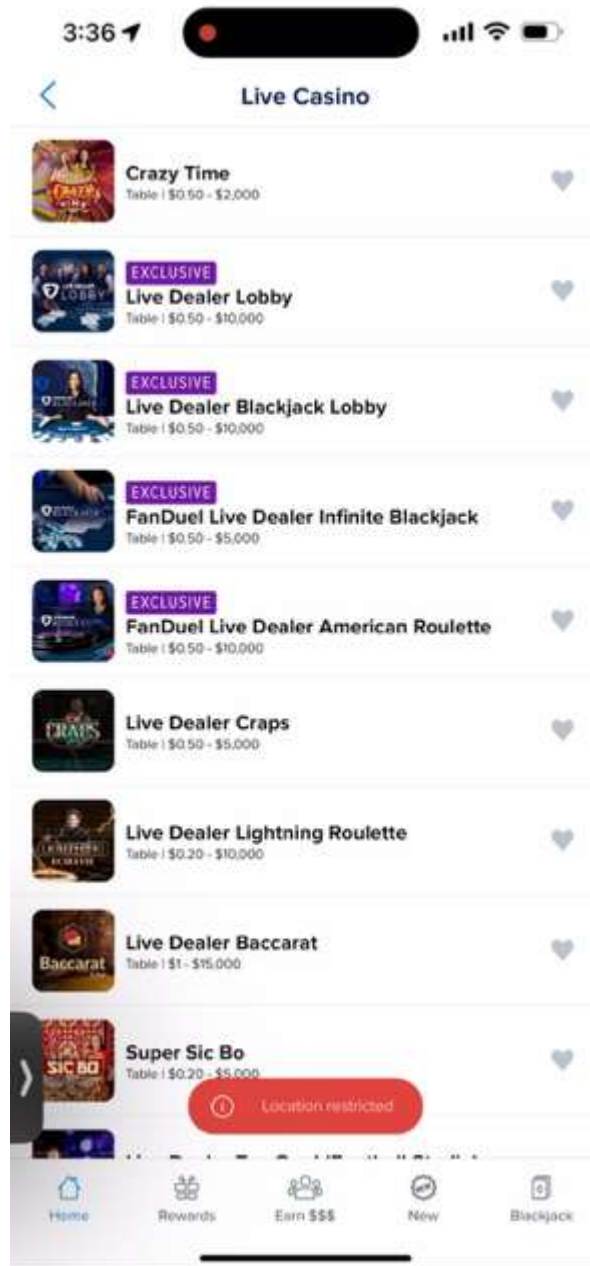 3:36
Live Casino
CRAZY
TIME
Crazy Time
Table | $0.50 - $2,000
LOBBY
EXCLUSIVE
Live Dealer Lobby
Table | $0.50 - $10,000
EXCLUSIVE
Live Dealer Blackjack Lobby
Table | $0.50 - $10,000
EXCLUSIVE
FanDuel Live Dealer Infinite Blackjack
Table | $0.50 - $5,000
EXCLUSIVE
FanDuel Live Dealer American Roulette
Table | $0.50 - $10,000
CRAPS
Live Dealer Craps
Table | $0.50 - $5,000
Live Dealer Lightning Roulette
Table | $0.20 - $10,000
Baccarat
Live Dealer Baccarat
Table | $1 - $15,000
SIC BO
Super Sic Bo
Table | $0.20 - $5,000
Location restricted
Home
Rewards
Earn $$$
New
Blackjack